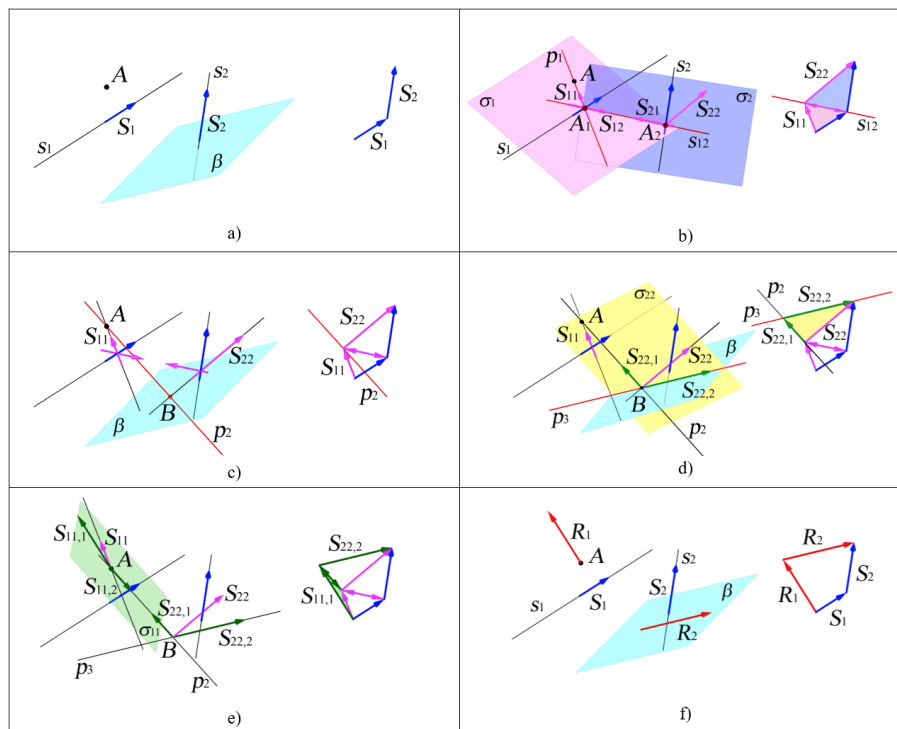 A
S1
s1
s2
S2
β
S2
S1
a)
p1
A
σ1
S11
A1
S12
S21
A2
s2
S22
σ2
s12
s1
S22
S11
s12
b)
A
S11
S22
B
β
p2
S22
S11
p2
c)
σ22
A
S11
S22,1
S22
β
B
S22,2
p3
p2
p2
S22,2
p3
S22,1
S22
d)
S11,1
S11
A
S11,2
S22,1
S22
σ11
B
S22,2
p3
p2
S22,2
S11,1
e)
R1
A
s1
S1
s2
S2
β
R2
R2
R1
S2
S1
f)